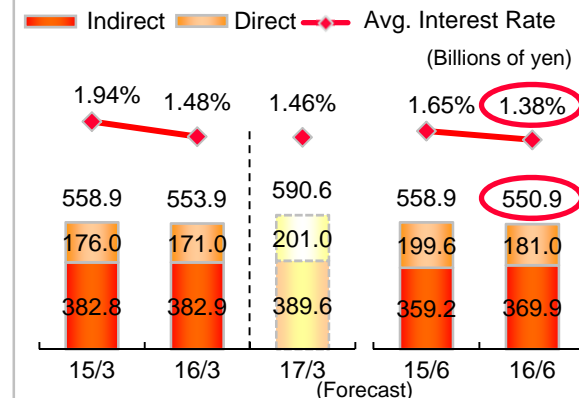 Indirect Direct Avg. Interest Rate
(Billions of yen)
1.94% 1.48% 1.46% 1.65% 1.38%
558.9 553.9 590.6 558.9 550.9
176.0 171.0 201.0 199.6 181.0
382.8 382.9 389.6 359.2 369.9
15/3 16/3 17/3 15/6 16/6
(Forecast)